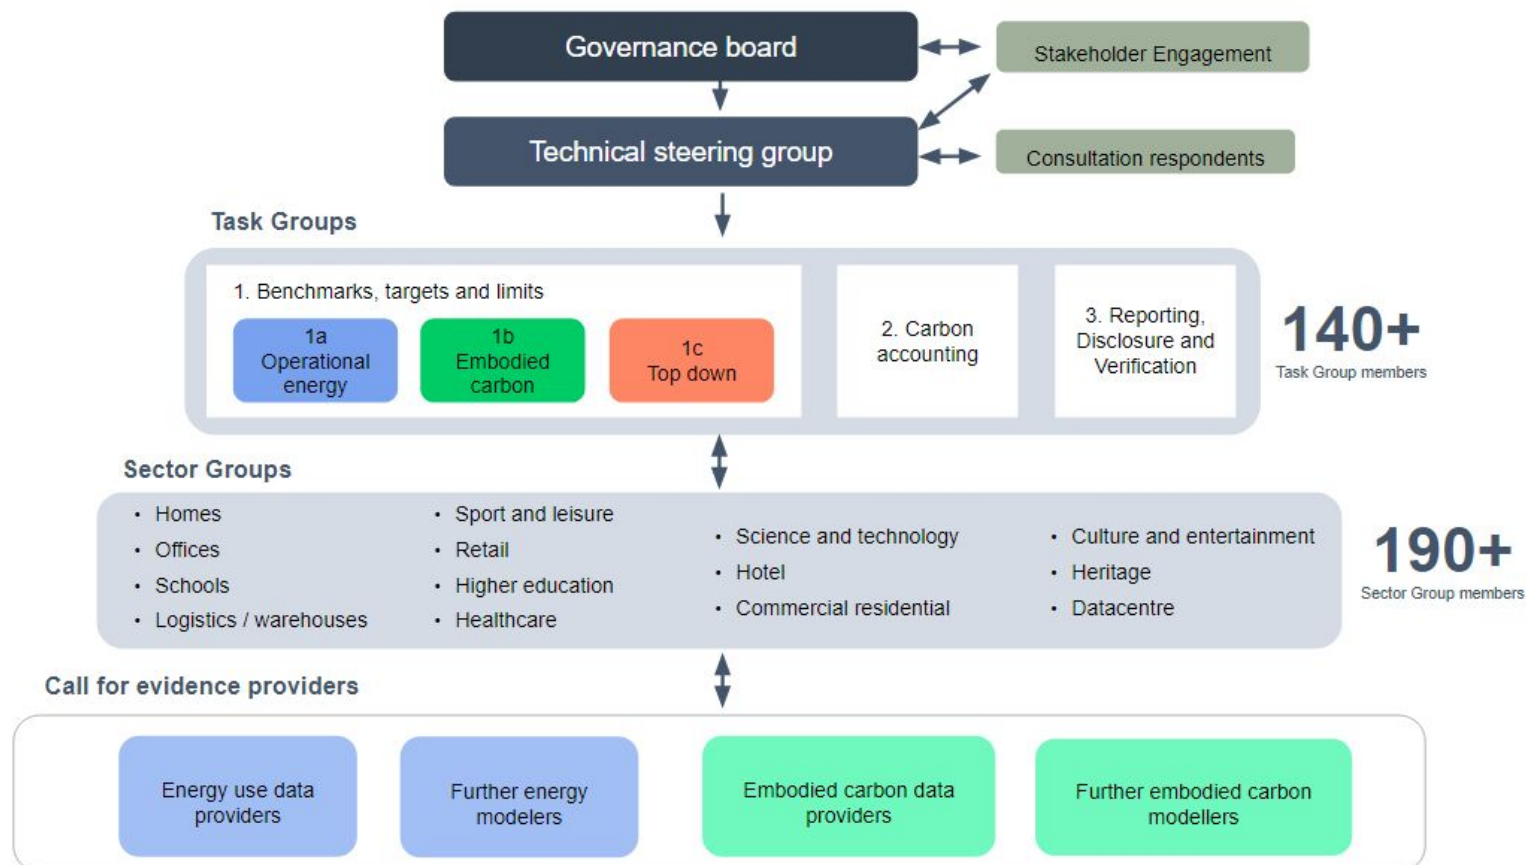 Governance board
Stakeholder Engagement
Technical steering group
Consultation respondents
Task Groups
1. Benchmarks, targets and limits
1a
Operational
energy
1b
Embodied
carbon
1c
Top down
2. Carbon
accounting
3. Reporting,
Disclosure and
Verification
140+
Task Group members
Sector Groups
• Homes
• Offices
• Schools
• Logistics / warehouses
• Sport and leisure
• Retail
• Higher education
• Healthcare
• Science and technology
• Hotel
• Commercial residential
• Culture and entertainment
• Heritage
• Datacentre
190+
Sector Group members
Call for evidence providers
Energy use data
providers
Further energy
modelers
Embodied carbon data
providers
Further embodied carbon
modellers